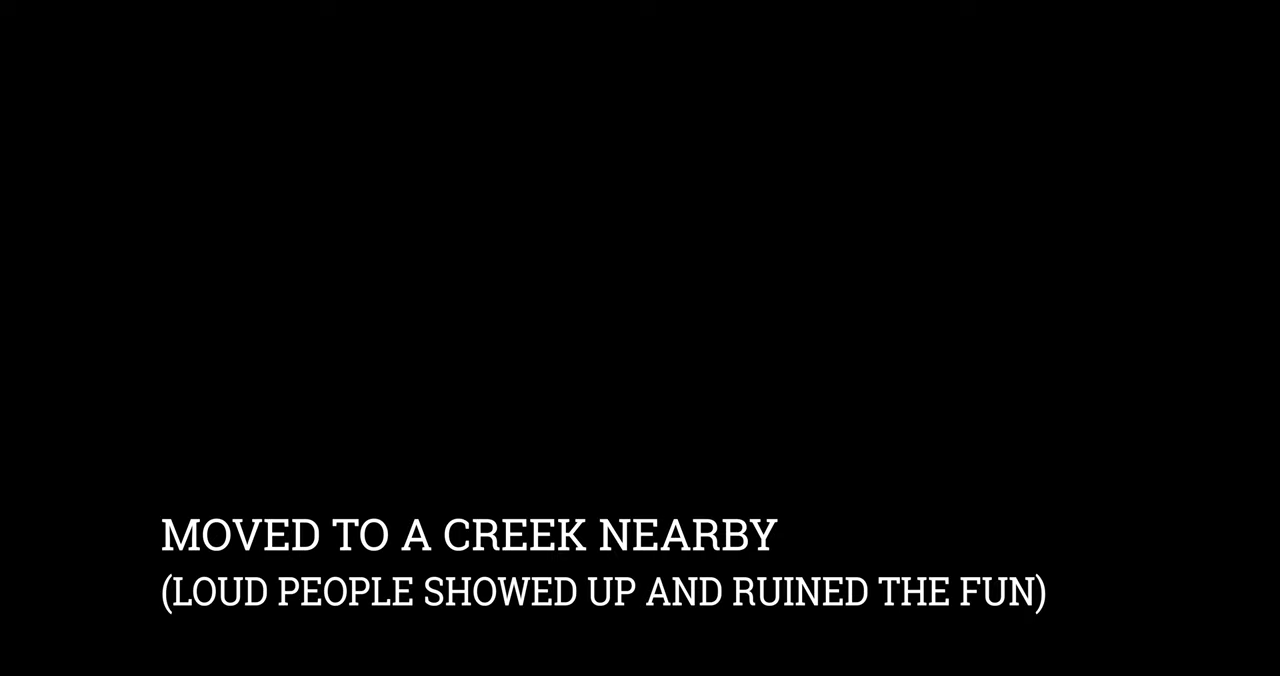 MOVED TO A CREEK NEARBY
(LOUD PEOPLE SHOWED UP AND RUINED THE FUN)